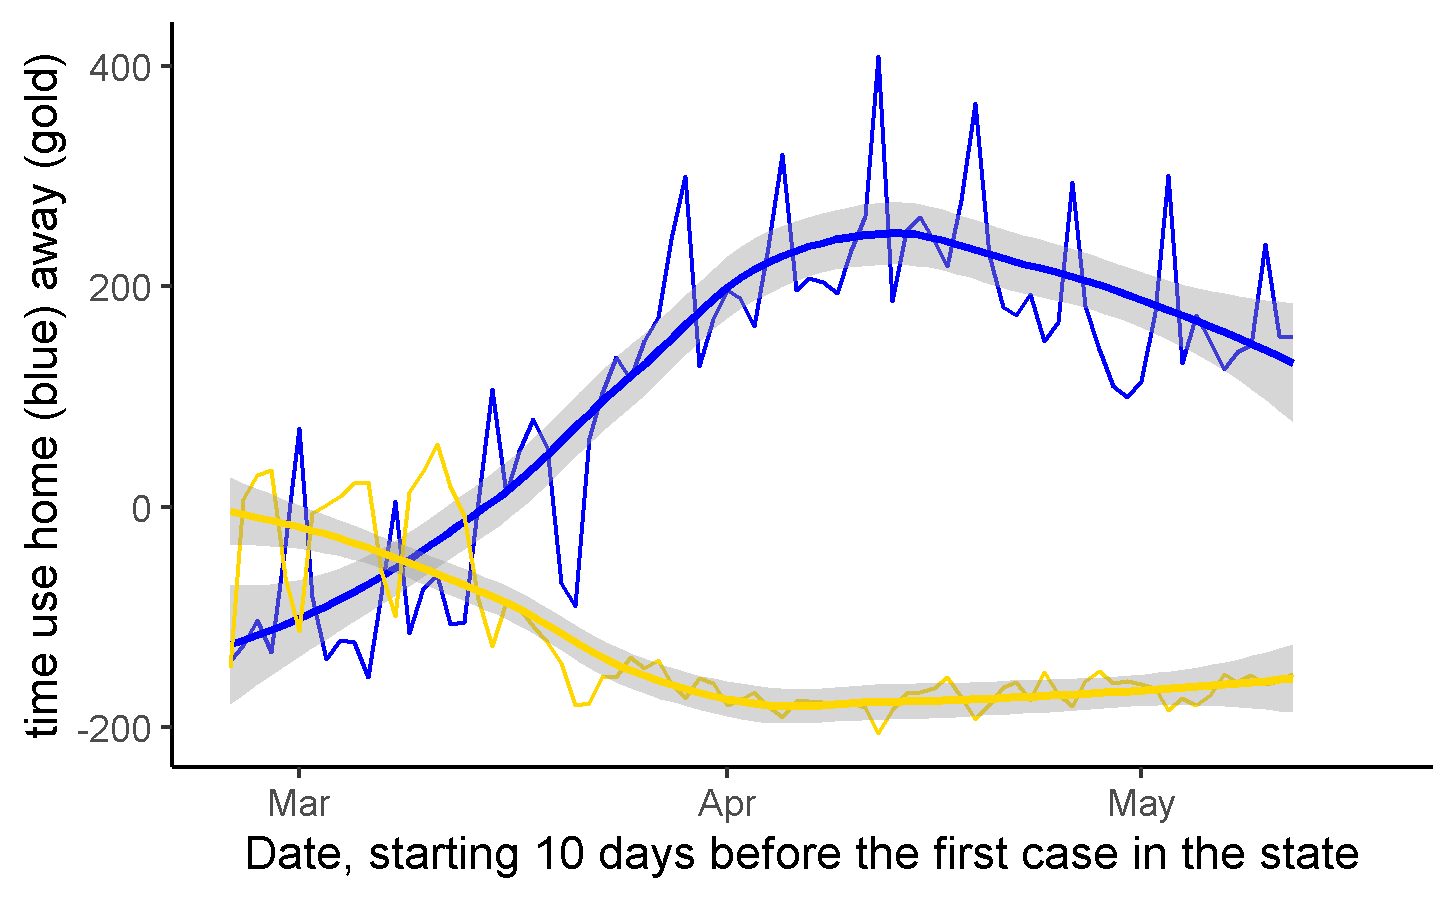 time use home (blue) away (gold)
400
200
0
-200
Mar
Apr
May
Date, starting 10 days before the first case in the state